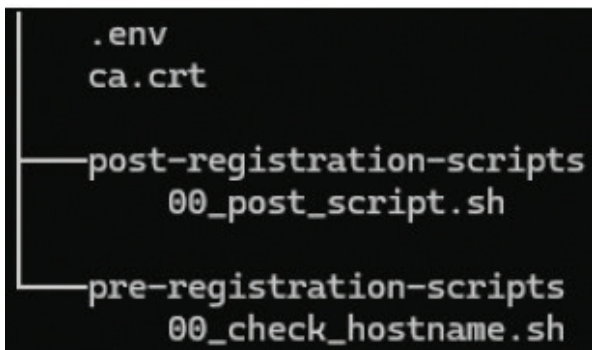 .env
ca.crt
post-registration-scripts
00_post_script.sh
pre-registration-scripts
00_check_hostname.sh